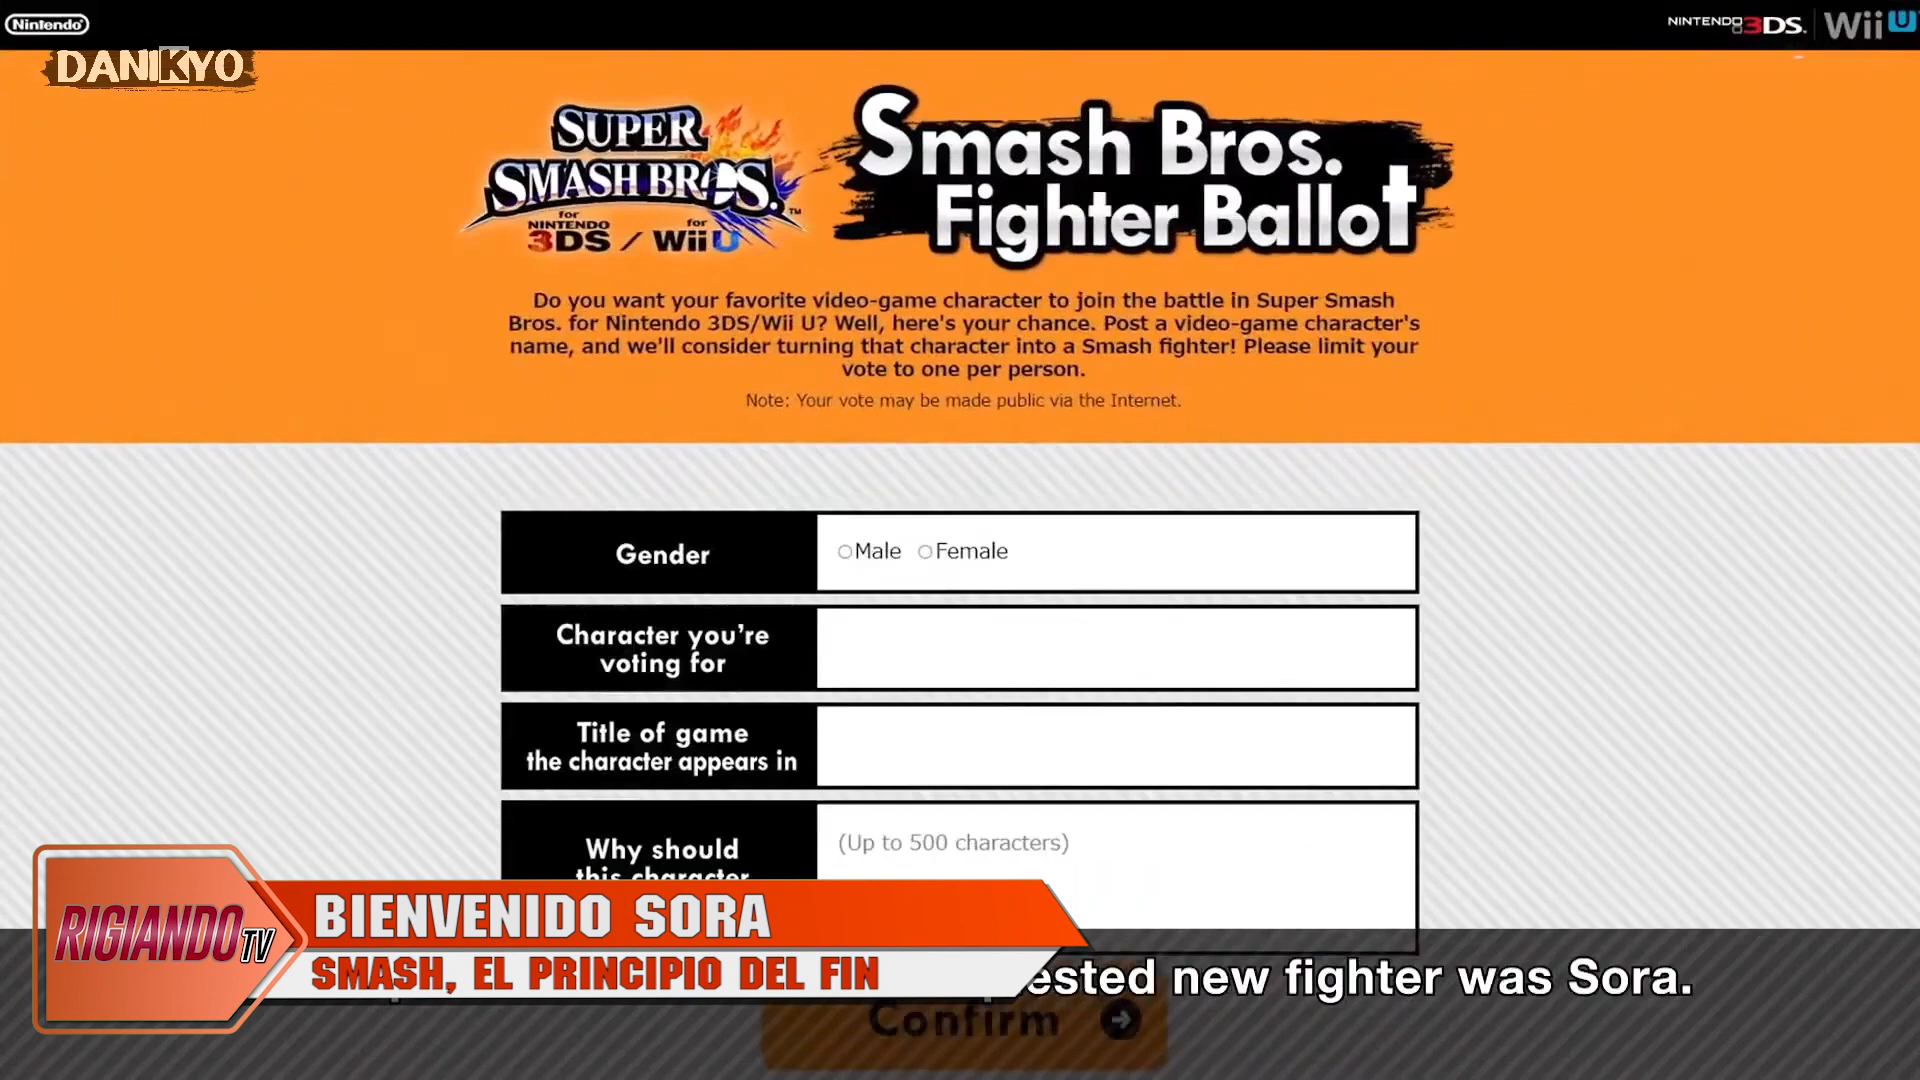 Nintendo
NINTENDO 3DS. Wii U
DANIKYO
SUPER
SMASH BROS.™
for NINTENDO 3DS / for Wii U
Smash Bros.
Fighter Ballot
Do you want your favorite video-game character to join the battle in Super Smash
Bros. for Nintendo 3DS/Wii U? Well, here's your chance. Post a video-game character's
name, and we'll consider turning that character into a Smash fighter! Please limit your
vote to one per person.
Note: Your vote may be made public via the Internet.
Gender
Male Female
Character you're
voting for
Title of game
the character appears in
Why should
this character
(Up to 500 characters)
RIGIANDO TV
BIENVENIDO SORA
SMASH, EL PRINCIPIO DEL FIN
ested new fighter was Sora.
Confirm